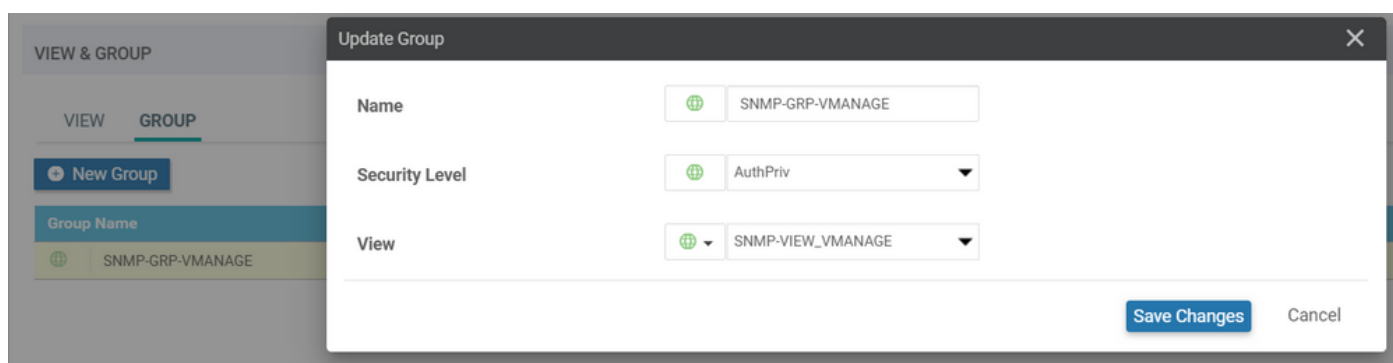 VIEW & GROUP
VIEW GROUP
New Group
Group Name
SNMP-GRP-VMANAGE
Update Group
Name SNMP-GRP-VMANAGE
Security Level AuthPriv
View SNMP-VIEW_VMANAGE
Save Changes Cancel